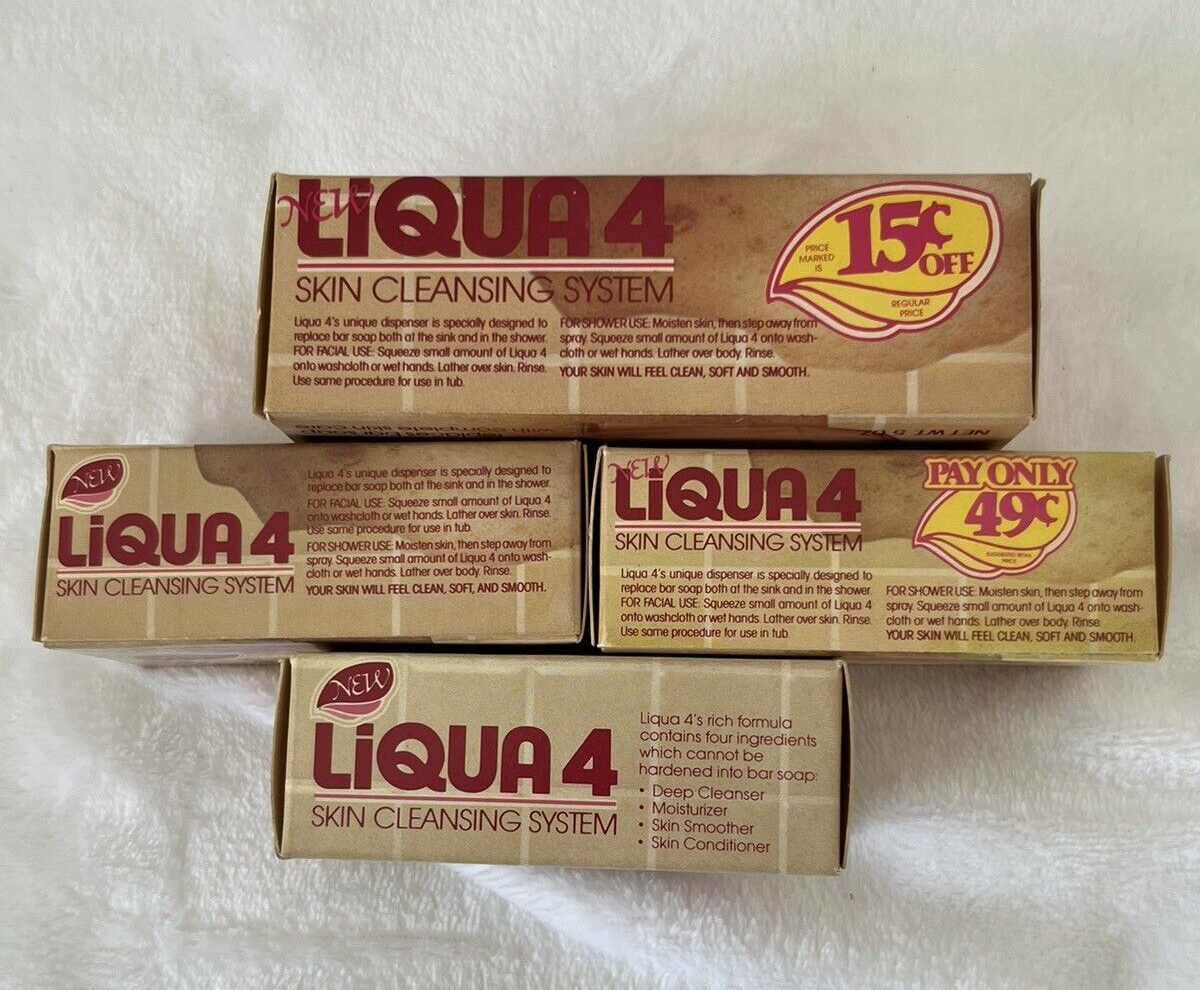 NEW
LiQUA 4
SKIN CLEANSING SYSTEM
Liqua 4's unique dispenser is specially designed to
replace bar soap both at the sink and in the shower.
FOR FACIAL USE: Squeeze small amount of Liqua 4
onto washcloth or wet hands. Lather over skin. Rinse.
Use same procedure for use in tub.
FOR SHOWER USE: Moisten skin, then step away from
spray. Squeeze small amount of Liqua 4 onto wash-
cloth or wet hands. Lather over body. Rinse.
YOUR SKIN WILL FEEL CLEAN, SOFT AND SMOOTH.
PRICE
MARKED
IS
15¢
OFF
REGULAR
PRICE
replaces bar soap
with complete skin care
NET WT. 5 OZ.
NEW
LiQUA 4
SKIN CLEANSING SYSTEM
Liqua 4's unique dispenser is specially designed to
replace bar soap both at the sink and in the shower.
FOR FACIAL USE: Squeeze small amount of Liqua 4
onto washcloth or wet hands. Lather over skin. Rinse.
Use same procedure for use in tub.
FOR SHOWER USE: Moisten skin, then step away from
spray. Squeeze small amount of Liqua 4 onto wash-
cloth or wet hands. Lather over body. Rinse.
YOUR SKIN WILL FEEL CLEAN, SOFT, AND SMOOTH.
NEW
LiQUA 4
SKIN CLEANSING SYSTEM
PAY ONLY
49¢
SUGGESTED RETAIL
PRICE
Liqua 4's unique dispenser is specially designed to
replace bar soap both at the sink and in the shower.
FOR FACIAL USE: Squeeze small amount of Liqua 4
onto washcloth or wet hands. Lather over skin. Rinse.
Use same procedure for use in tub
FOR SHOWER USE: Moisten skin, then step away from
spray. Squeeze small amount of Liqua 4 onto wash-
cloth or wet hands. Lather over body. Rinse
YOUR SKIN WILL FEEL CLEAN, SOFT AND SMOOTH.
NEW
LiQUA 4
SKIN CLEANSING SYSTEM
Liqua 4's rich formula
contains four ingredients
which cannot be
hardened into bar soap:
• Deep Cleanser
• Moisturizer
• Skin Smoother
• Skin Conditioner